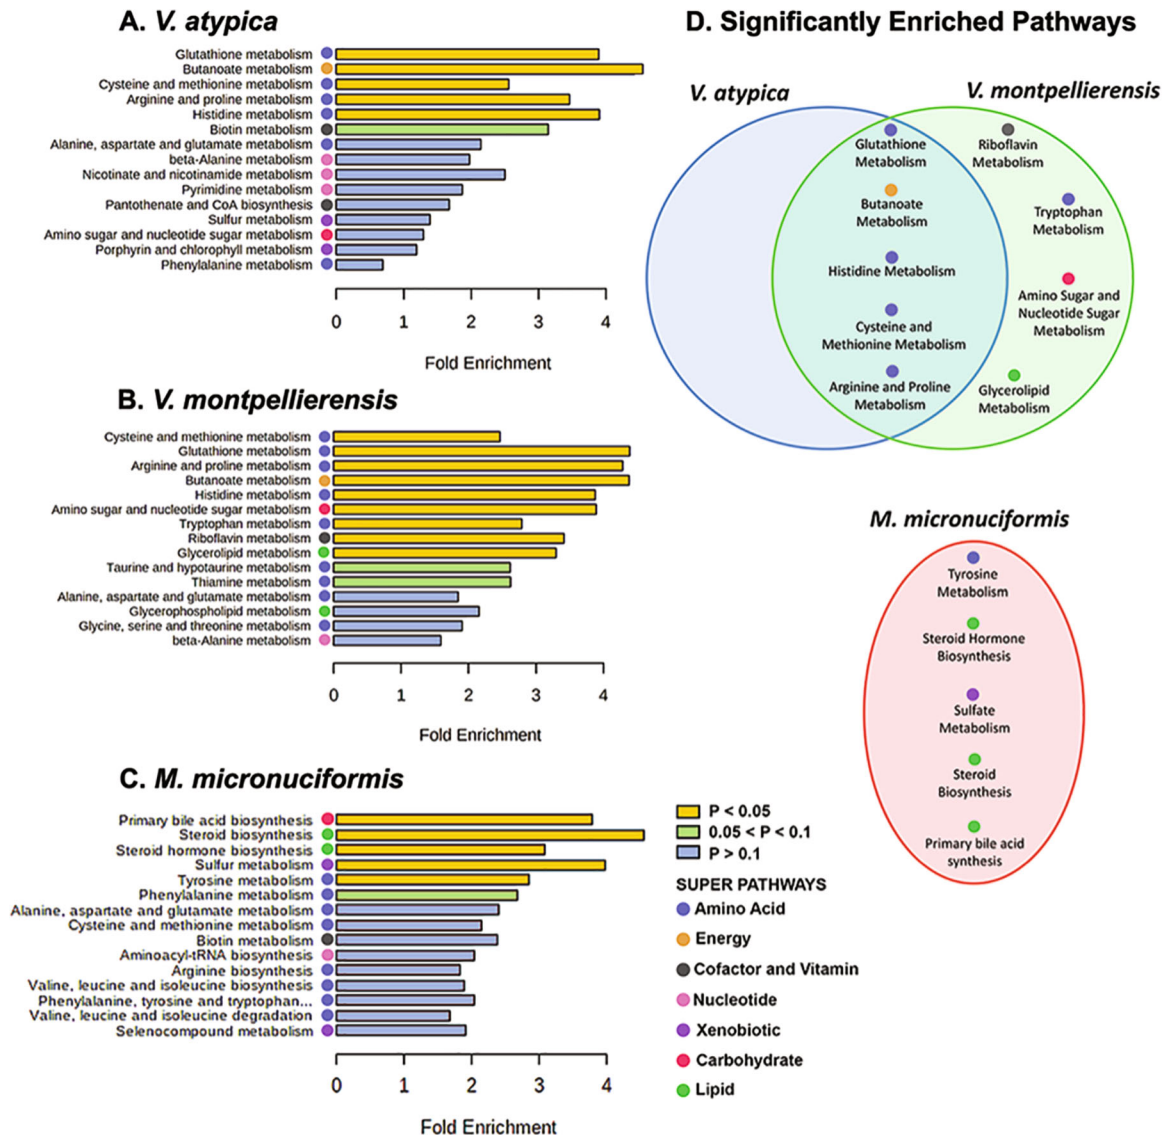 A. V. atypica
Glutathione metabolism
Butanoate metabolism
Cysteine and methionine metabolism
Arginine and proline metabolism
Histidine metabolism
Biotin metabolism
Alanine, aspartate and glutamate metabolism
beta-Alanine metabolism
Nicotinate and nicotinamide metabolism
Pyrimidine metabolism
Pantothenate and CoA biosynthesis
Sulfur metabolism
Amino sugar and nucleotide sugar metabolism
Porphyrin and chlorophyll metabolism
Phenylalanine metabolism
0 1 2 3 4
Fold Enrichment
B. V. montpellierensis
Cysteine and methionine metabolism
Glutathione metabolism
Arginine and proline metabolism
Butanoate metabolism
Histidine metabolism
Amino sugar and nucleotide sugar metabolism
Tryptophan metabolism
Riboflavin metabolism
Glycerolipid metabolism
Taurine and hypotaurine metabolism
Thiamine metabolism
Alanine, aspartate and glutamate metabolism
Glycerophospholipid metabolism
Glycine, serine and threonine metabolism
beta-Alanine metabolism
0 1 2 3 4
Fold Enrichment
C. M. micronuciformis
Primary bile acid biosynthesis
Steroid biosynthesis
Steroid hormone biosynthesis
Sulfur metabolism
Tyrosine metabolism
Phenylalanine metabolism
Alanine, aspartate and glutamate metabolism
Cysteine and methionine metabolism
Biotin metabolism
Aminoacyl-tRNA biosynthesis
Arginine biosynthesis
Valine, leucine and isoleucine biosynthesis
Phenylalanine, tyrosine and tryptophan...
Valine, leucine and isoleucine degradation
Selenocompound metabolism
0 1 2 3 4
Fold Enrichment
D. Significantly Enriched Pathways
V. atypica
V. montpellierensis
Glutathione
Metabolism
Butanoate
Metabolism
Histidine Metabolism
Cysteine and
Methionine Metabolism
Arginine and Proline
Metabolism
Riboflavin
Metabolism
Tryptophan
Metabolism
Amino Sugar and
Nucleotide Sugar
Metabolism
Glycerolipid
Metabolism
M. micronuciformis
Tyrosine
Metabolism
Steroid Hormone
Biosynthesis
Sulfate
Metabolism
Steroid
Biosynthesis
Primary bile acid
synthesis
P < 0.05
0.05 < P < 0.1
P > 0.1
SUPER PATHWAYS
Amino Acid
Energy
Cofactor and Vitamin
Nucleotide
Xenobiotic
Carbohydrate
Lipid